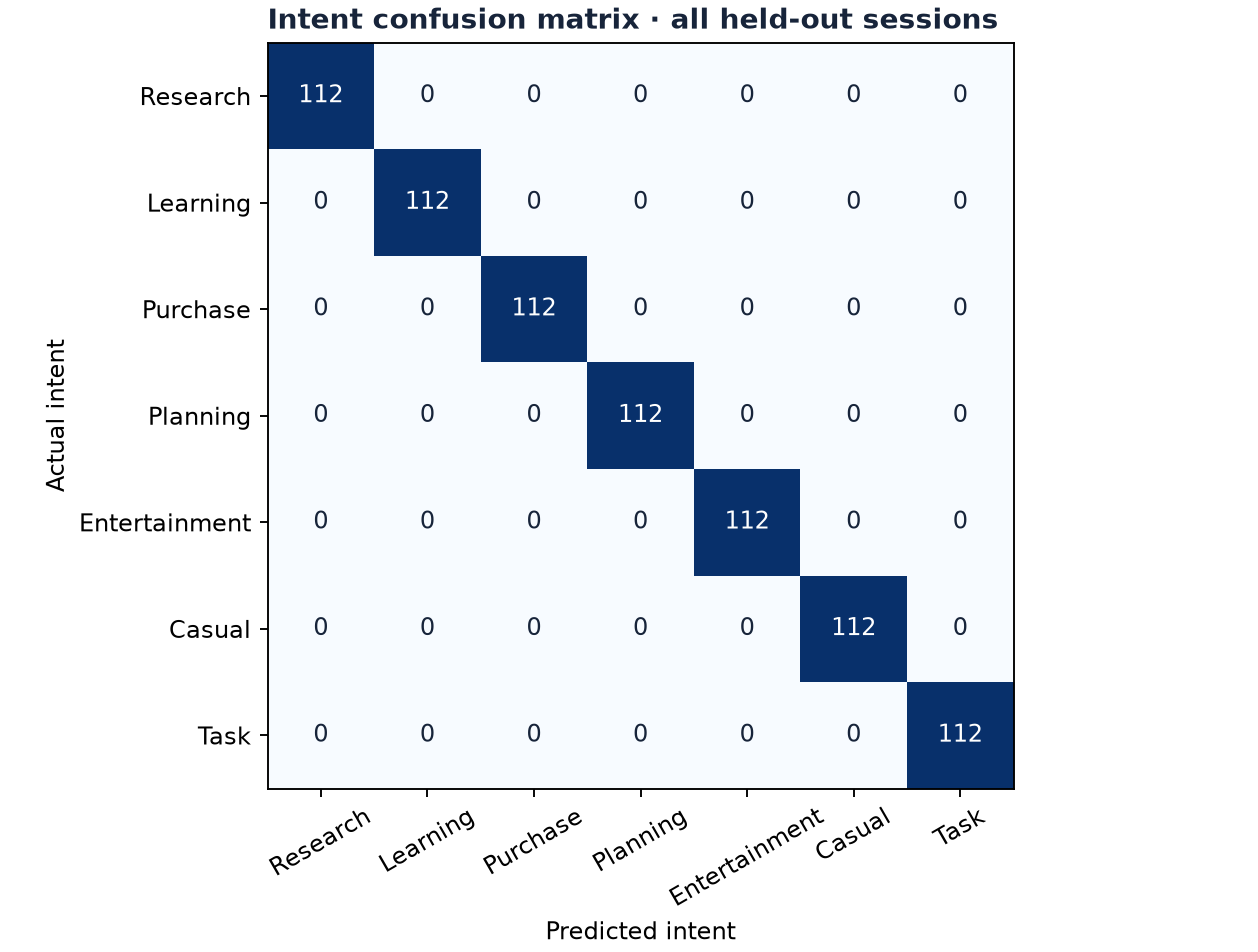 Intent confusion matrix · all held-out sessions
Actual intent
Research 112 0 0 0 0 0 0
Learning 0 112 0 0 0 0 0
Purchase 0 0 112 0 0 0 0
Planning 0 0 0 112 0 0 0
Entertainment 0 0 0 0 112 0 0
Casual 0 0 0 0 0 112 0
Task 0 0 0 0 0 0 112
Research Learning Purchase Planning Entertainment Casual Task
Predicted intent